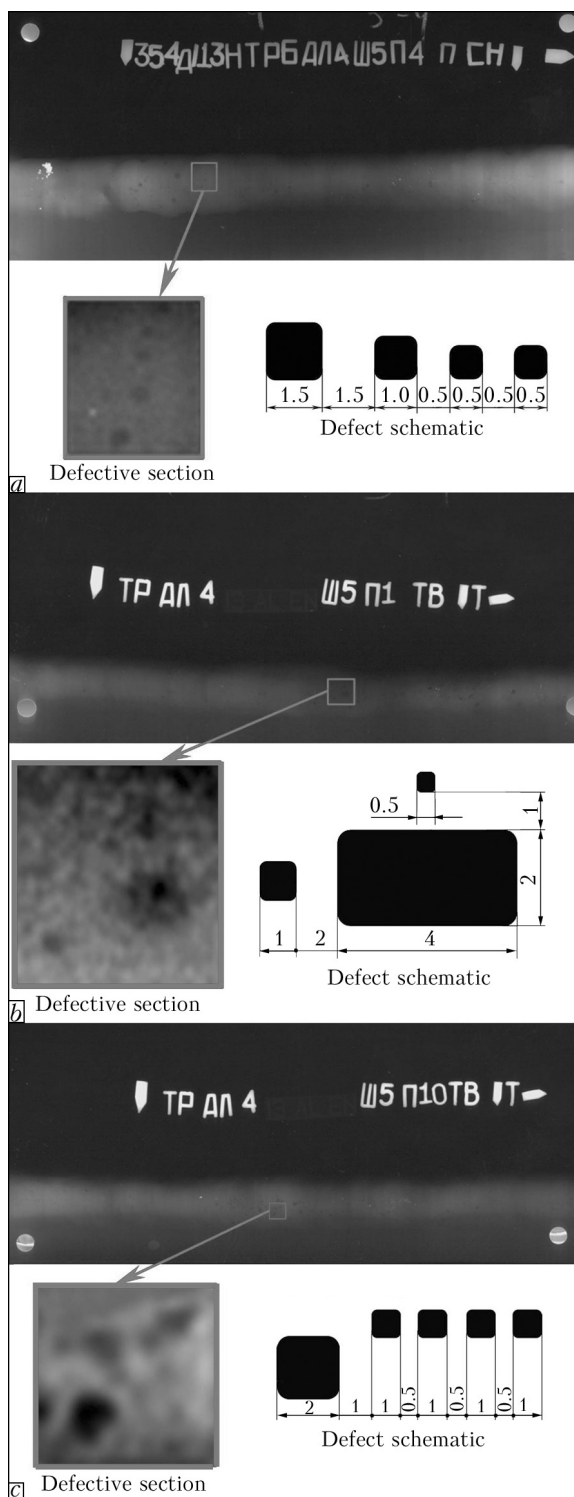 354ДЦ13НТРБДЛА Ш5П4 П СН
1.5 1.5 1.0 0.5 0.5 0.5 0.5
Defect schematic
Defective section
a
ТР ДЛ 4 Ш5 П1 ТВ Т
0.5 1
2
1 2 4
Defect schematic
Defective section
b
ТР ДЛ 4 Ш5 П10ТВ Т
2 1 1 0.5 1 0.5 1 0.5 1
Defect schematic
Defective section
c